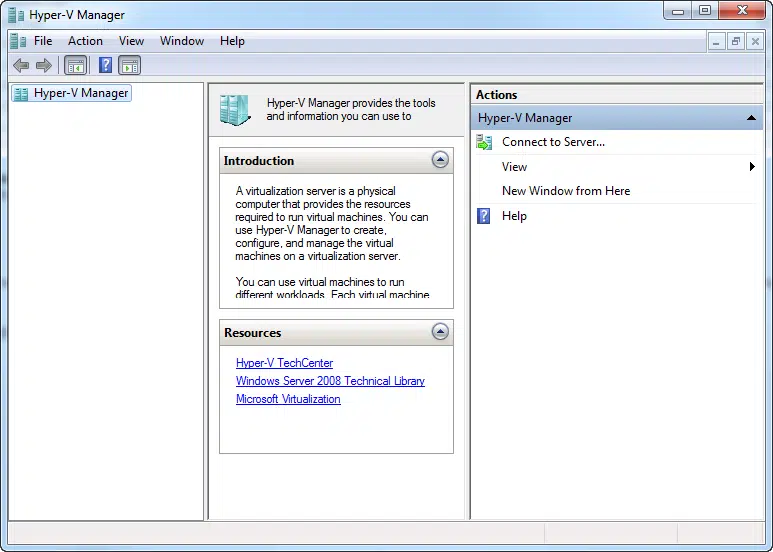 Hyper-V Manager
File Action View Window Help
Hyper-V Manager
Hyper-V Manager provides the tools
and information you can use to
Introduction
A virtualization server is a physical
computer that provides the resources
required to run virtual machines. You can
use Hyper-V Manager to create,
configure, and manage the virtual
machines on a virtualization server.
You can use virtual machines to run
different workloads. Each virtual machine
Resources
Hyper-V TechCenter
Windows Server 2008 Technical Library
Microsoft Virtualization
Actions
Hyper-V Manager
Connect to Server...
View
New Window from Here
Help